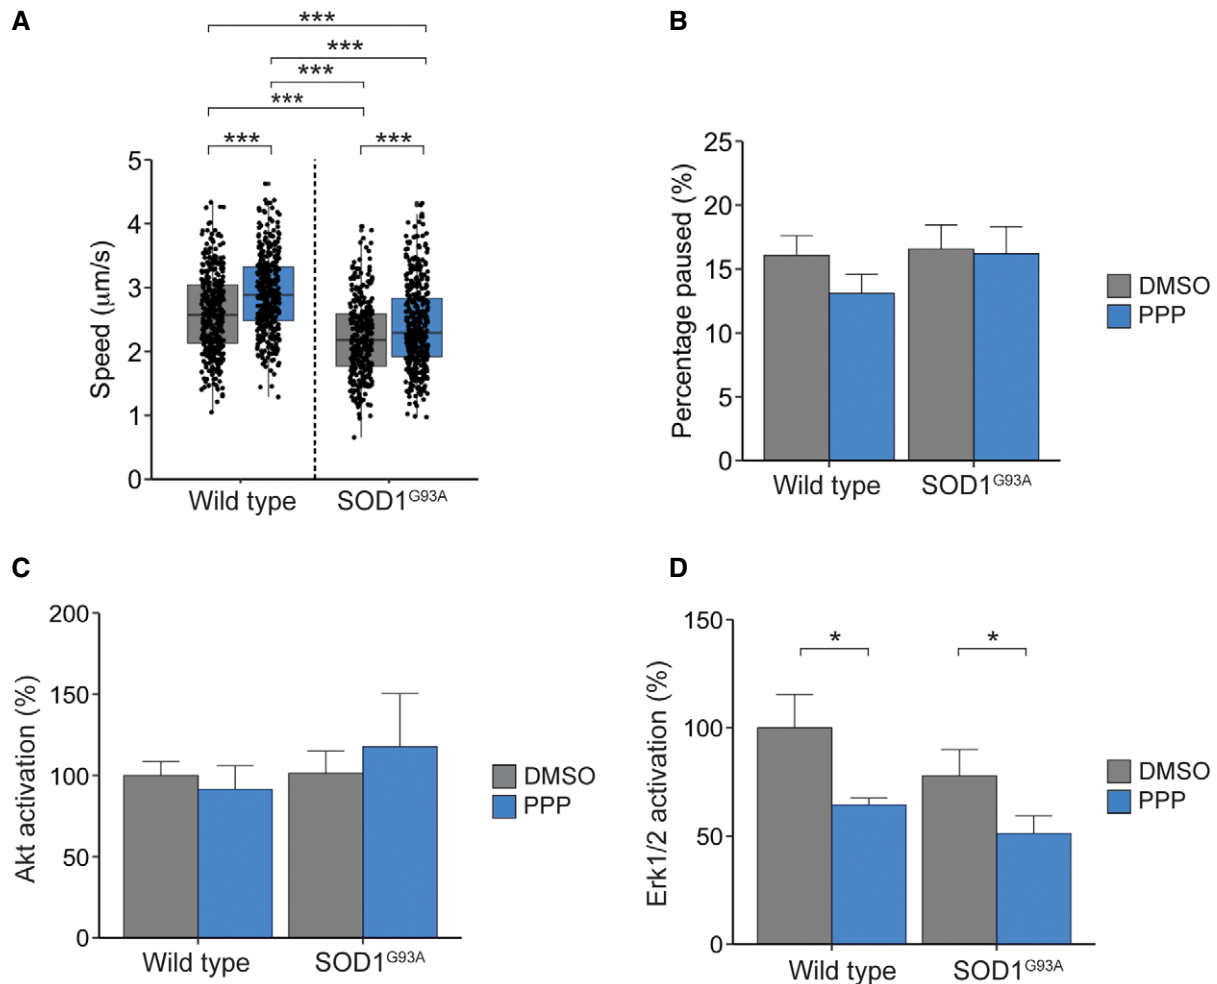 A
***
***
***
***
***
***
Speed (μm/s)
5
4
3
2
1
0
Wild type
SOD1G93A
B
Percentage paused (%)
25
20
15
10
5
0
Wild type
SOD1G93A
DMSO
PPP
C
Akt activation (%)
200
150
100
50
0
Wild type
SOD1G93A
DMSO
PPP
D
Erk1/2 activation (%)
150
100
50
0
*
*
Wild type
SOD1G93A
DMSO
PPP